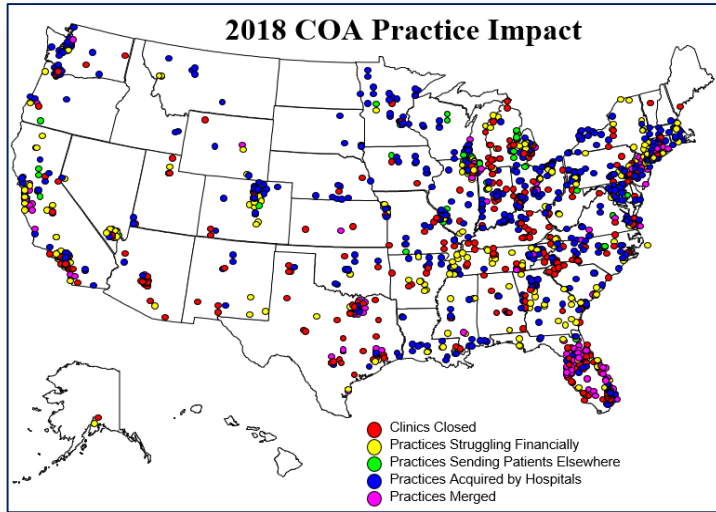 2018 COA Practice Impact
Clinics Closed
Practices Struggling Financially
Practices Sending Patients Elsewhere
Practices Acquired by Hospitals
Practices Merged